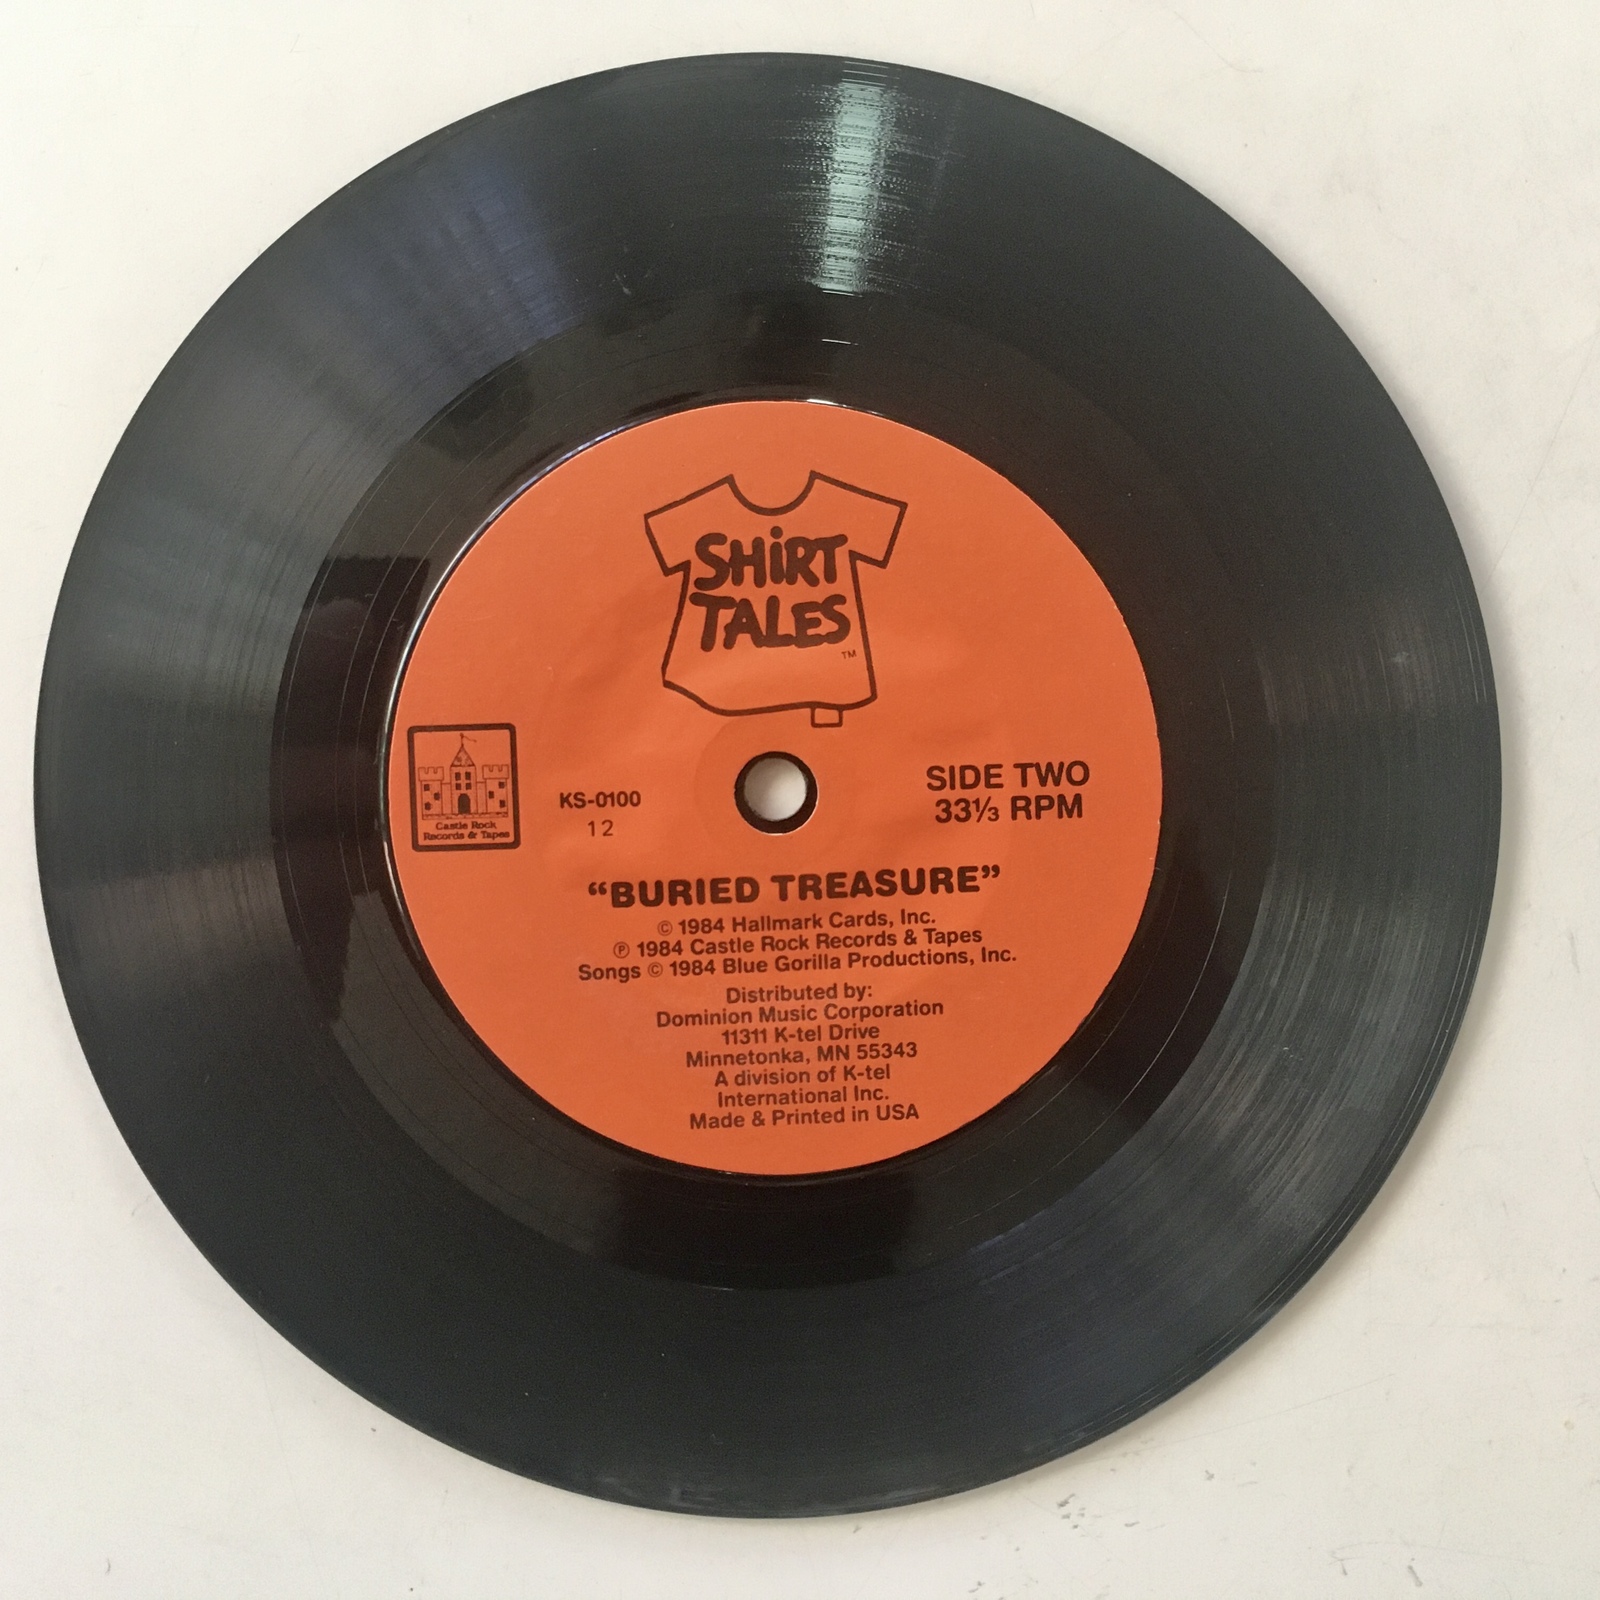 SHiRT
TALES
TM
Castle Rock
Records & Tapes
KS-0100
12
SIDE TWO
33⅓ RPM
“BURIED TREASURE”
© 1984 Hallmark Cards, Inc.
℗ 1984 Castle Rock Records & Tapes
Songs © 1984 Blue Gorilla Productions, Inc.
Distributed by:
Dominion Music Corporation
11311 K-tel Drive
Minnetonka, MN 55343
A division of K-tel
International Inc.
Made & Printed in USA